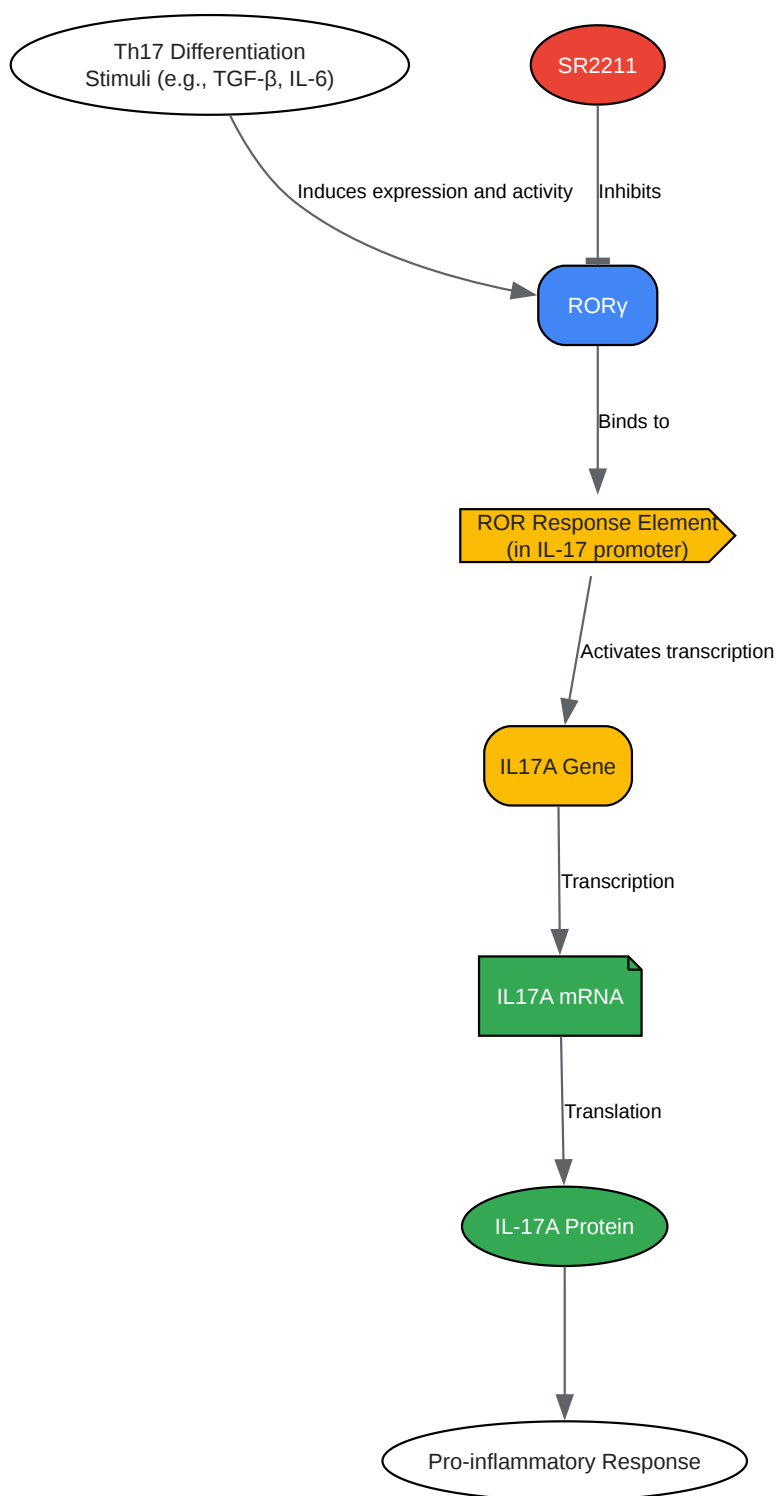 Th17 Differentiation
Stimuli (e.g., TGF-β, IL-6)
SR2211
Induces expression and activity
Inhibits
RORγ
Binds to
ROR Response Element
(in IL-17 promoter)
Activates transcription
IL17A Gene
Transcription
IL17A mRNA
Translation
IL-17A Protein
Pro-inflammatory Response